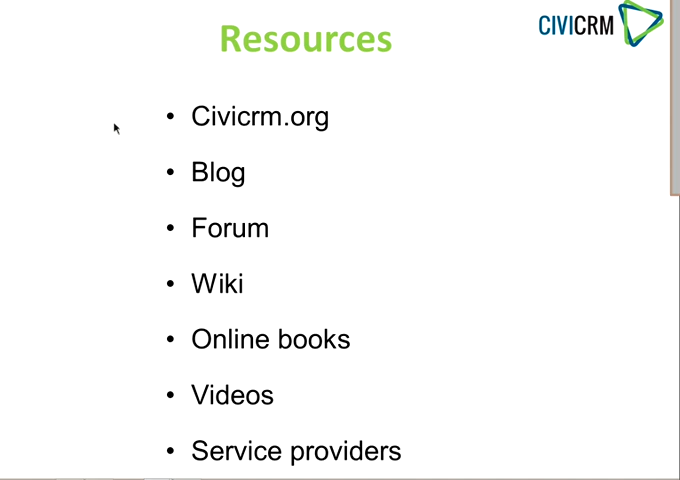 Resources
CIVICRM
• Civicrm.org
• Blog
• Forum
• Wiki
• Online books
• Videos
• Service providers